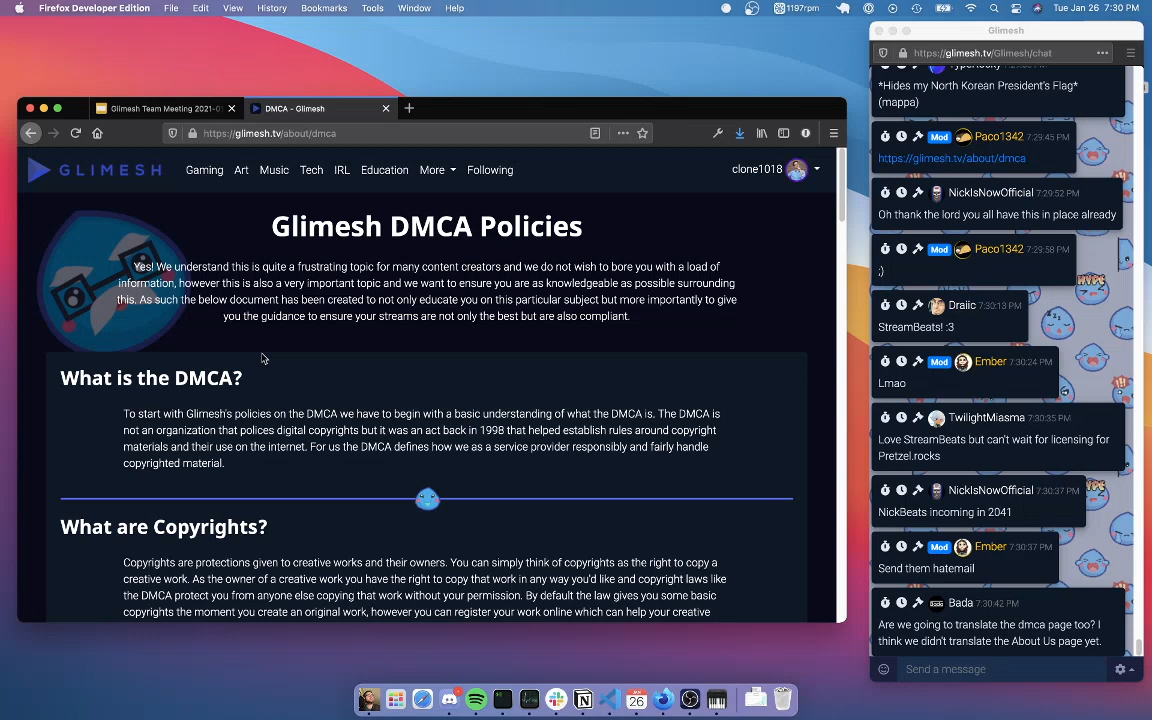 Firefox Developer Edition File Edit View History Bookmarks Tools Window Help
1197rpm Tue Jan 26 7:30 PM
Glimesh Team Meeting 2021-01
DMCA - Glimesh
https://glimesh.tv/about/dmca
GLIMESH Gaming Art Music Tech IRL Education More Following clone1018
Glimesh DMCA Policies
Yes! We understand this is quite a frustrating topic for many content creators and we do not wish to bore you with a load of
information, however this is also a very important topic and we want to ensure you are as knowledgeable as possible surrounding
this. As such the below document has been created to not only educate you on this particular subject but more importantly to give
you the guidance to ensure your streams are not only the best but are also compliant.
What is the DMCA?
To start with Glimesh's policies on the DMCA we have to begin with a basic understanding of what the DMCA is. The DMCA is
not an organization that polices digital copyrights but it was an act back in 1998 that helped establish rules around copyright
materials and their use on the internet. For us the DMCA defines how we as a service provider responsibly and fairly handle
copyrighted material.
What are Copyrights?
Copyrights are protections given to creative works and their owners. You can simply think of copyrights as the right to copy a
creative work. As the owner of a creative work you have the right to copy that work in any way you'd like and copyright laws like
the DMCA protect you from anyone else copying that work without your permission. By default the law gives you some basic
copyrights the moment you create an original work, however you can register your work online which can help your creative
Glimesh
https://glimesh.tv/Glimesh/chat
*Hides my North Korean President's Flag*
(mappa)
Mod Paco1342 7:29:45 PM
https://glimesh.tv/about/dmca
NickIsNowOfficial 7:29:52 PM
Oh thank the lord you all have this in place already
Mod Paco1342 7:29:58 PM
;)
Draiic 7:30:13 PM
StreamBeats! :3
Mod Ember 7:30:24 PM
Lmao
TwilightMiasma 7:30:35 PM
Love StreamBeats but can't wait for licensing for
Pretzel.rocks
NickIsNowOfficial 7:30:37 PM
NickBeats incoming in 2041
Mod Ember 7:30:37 PM
Send them hatemail
Bada 7:30:42 PM
Are we going to translate the dmca page too? I
think we didn't translate the About Us page yet.
Send a message
JAN
26